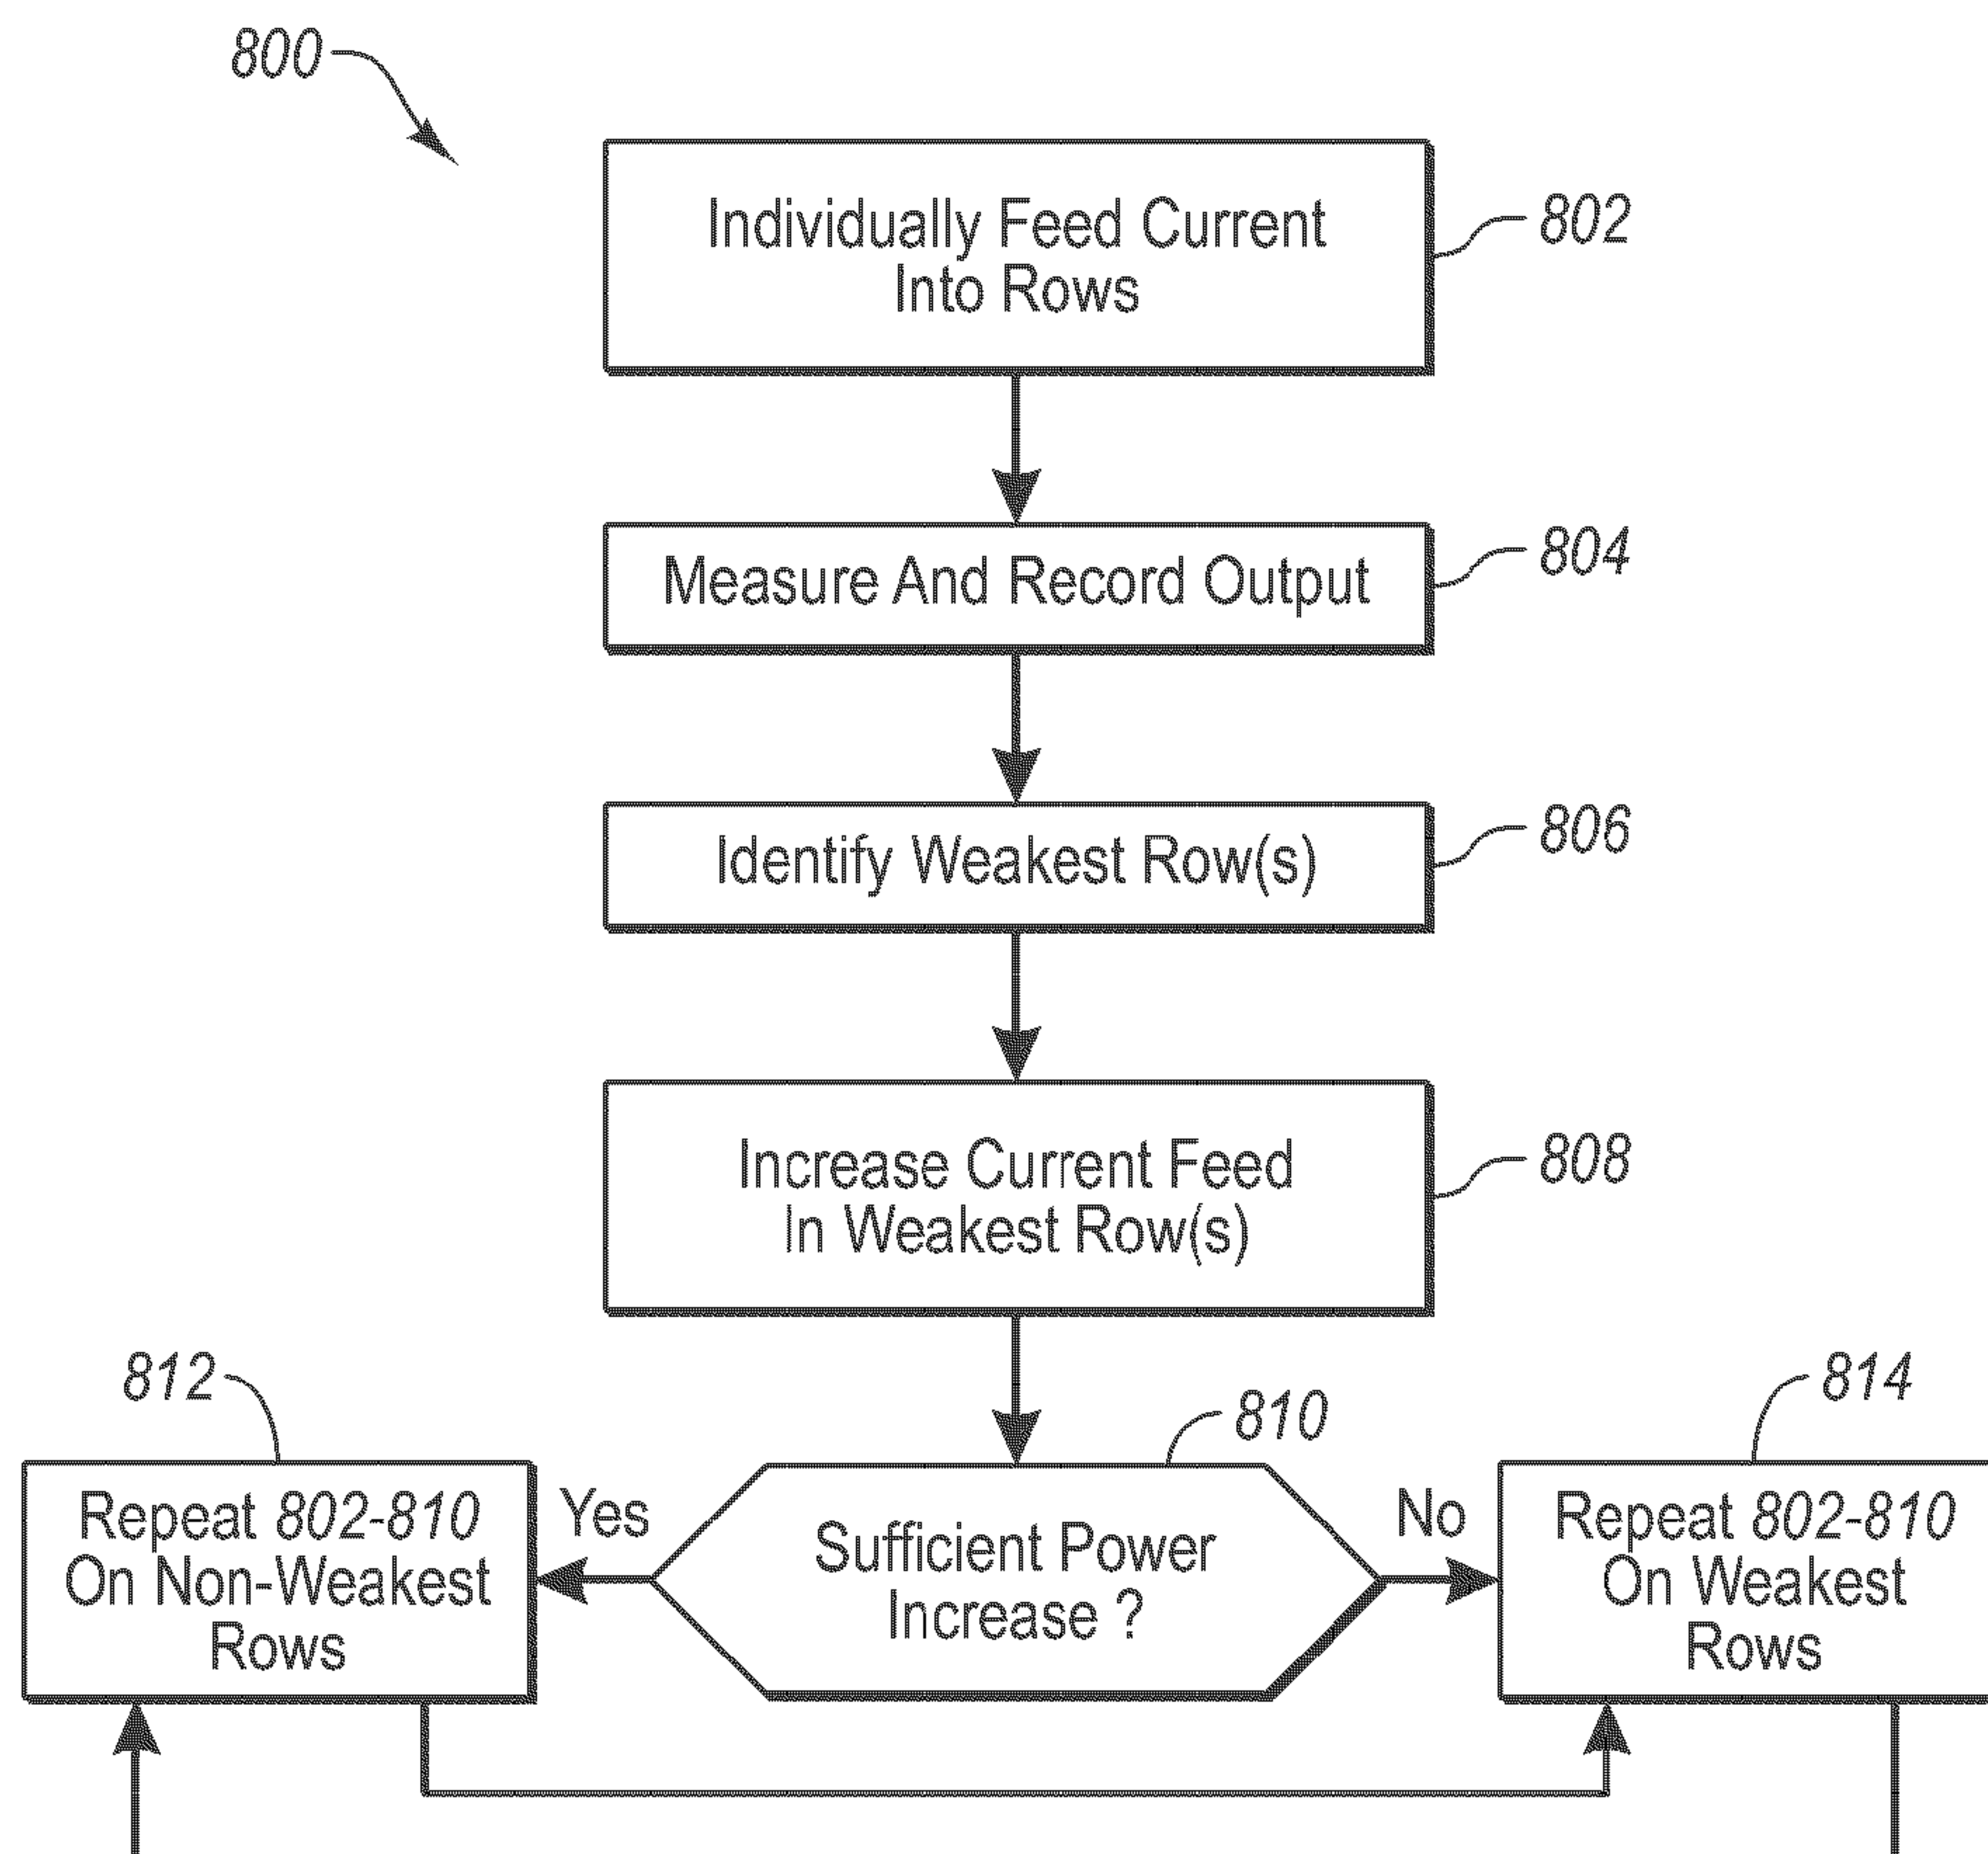 800
Individually Feed Current
Into Rows
802
Measure And Record Output
804
Identify Weakest Row(s)
806
Increase Current Feed
In Weakest Row(s)
808
812
810
814
Repeat 802-810
On Non-Weakest
Rows
Yes
Sufficient Power
Increase ?
No
Repeat 802-810
On Weakest
Rows